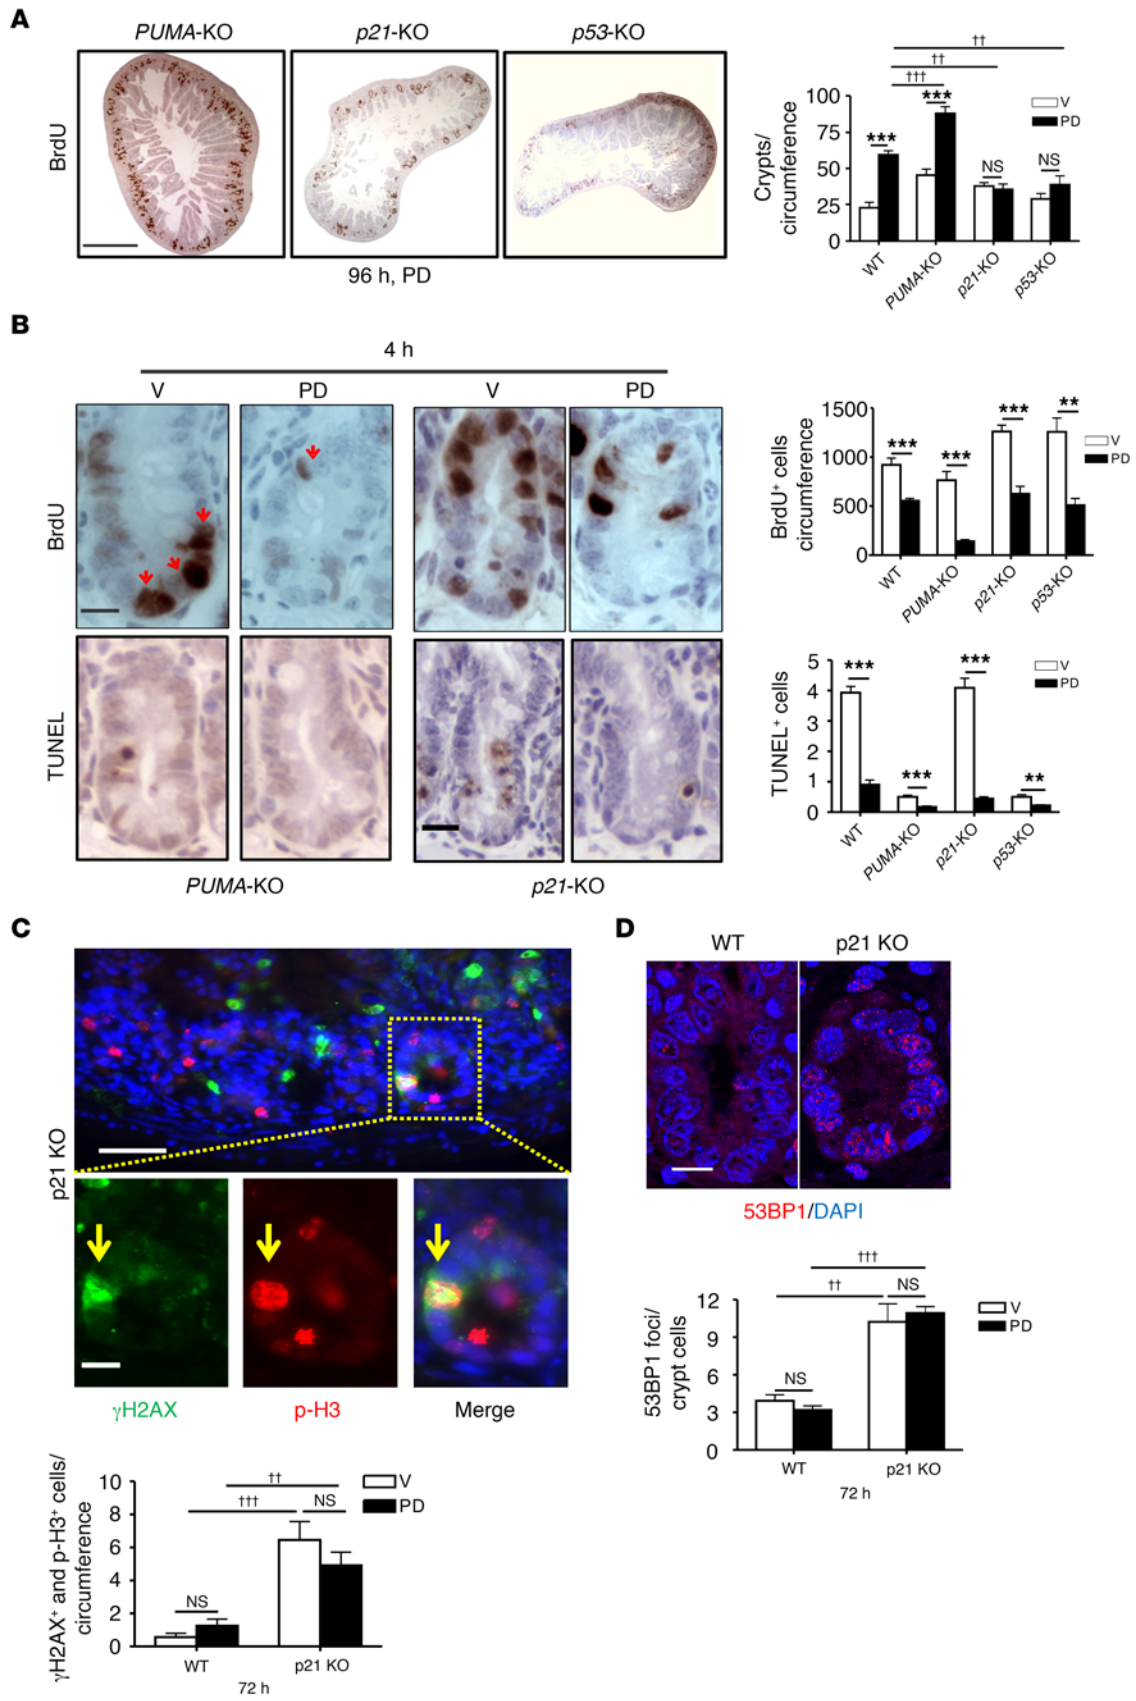 A
PUMA-KO
p21-KO
p53-KO
BrdU
96 h, PD
††
††
†††
***
***
NS
NS
V
PD
Crypts/
circumference
100
75
50
25
0
WT
PUMA-KO
p21-KO
p53-KO
B
4 h
V
PD
V
PD
BrdU
TUNEL
PUMA-KO
p21-KO
BrdU+ cells
circumference
1500
1000
500
0
***
***
***
**
V
PD
WT
PUMA-KO
p21-KO
p53-KO
TUNEL+ cells
5
4
3
2
1
0
***
***
***
**
V
PD
WT
PUMA-KO
p21-KO
p53-KO
C
p21 KO
γH2AX
p-H3
Merge
γH2AX+ and p-H3+ cells/
circumference
10
8
6
4
2
0
††
†††
NS
NS
V
PD
WT
p21 KO
72 h
D
WT
p21 KO
53BP1/DAPI
53BP1 foci/
crypt cells
12
9
6
3
0
†††
††
NS
NS
V
PD
WT
p21 KO
72 h